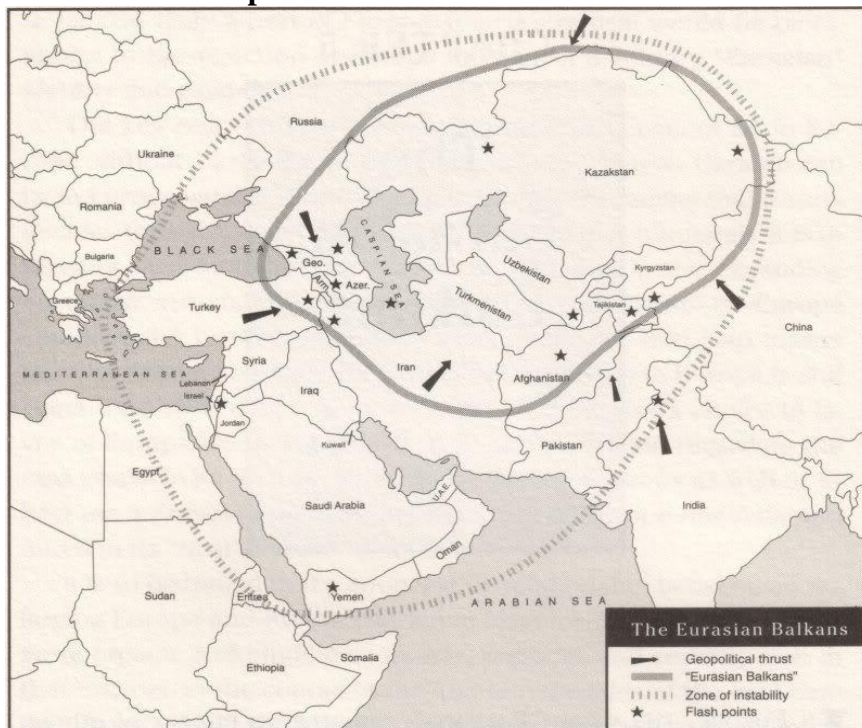 Russia
Ukraine
Kazakstan
Romania
CASPIAN SEA
BLACK SEA
Bulgaria
Geo.
Uzbekistan
Kyrgyzstan
Arm.
Azer.
Greece
Turkey
Turkmenistan
Tajikistan
China
Syria
Iran
MEDITERRANEAN SEA
Afghanistan
Lebanon
Iraq
Israel
Jordan
Kuwait
Pakistan
Egypt
UAE
Saudi Arabia
India
Oman
Sudan
Eritrea
Yemen
ARABIAN SEA
Ethiopia
Somalia
The Eurasian Balkans
Geopolitical thrust
"Eurasian Balkans"
Zone of instability
Flash points